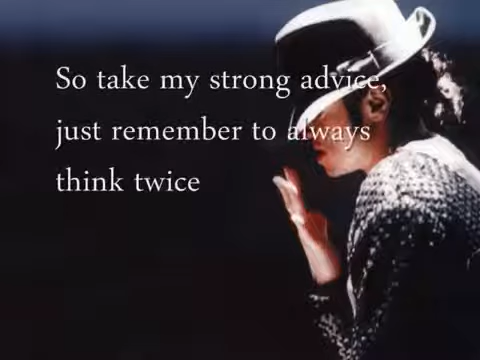 So take my strong advice,
just remember to always
think twice